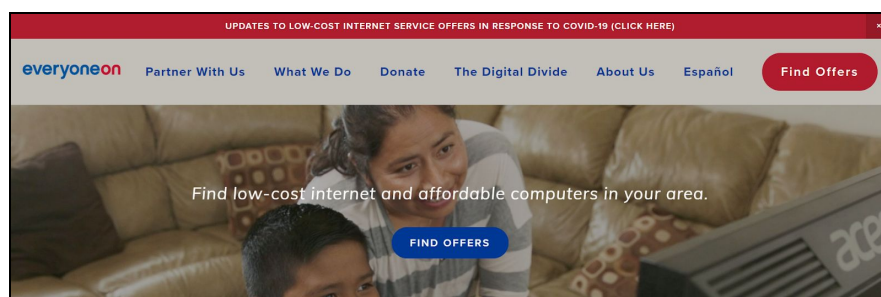 UPDATES TO LOW-COST INTERNET SERVICE OFFERS IN RESPONSE TO COVID-19 (CLICK HERE)
everyoneon Partner With Us What We Do Donate The Digital Divide About Us Español Find Offers
Find low-cost internet and affordable computers in your area.
FIND OFFERS
acer